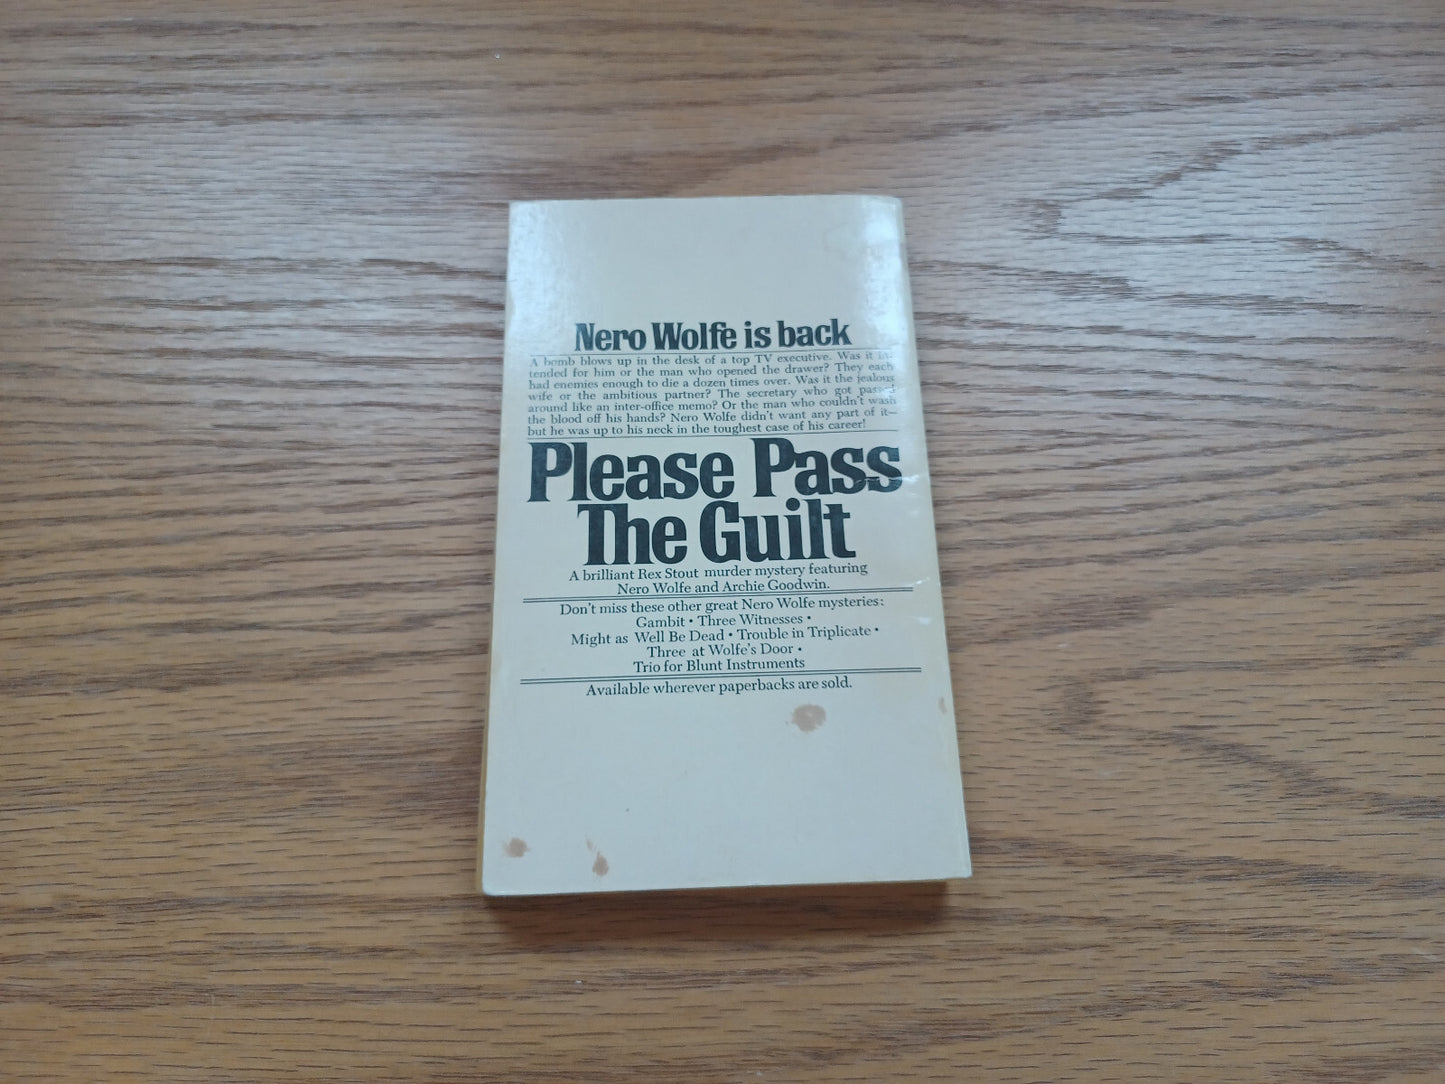 Nero Wolfe is back
A bomb blows up in the desk of a top TV executive. Was it in-
tended for him or the man who opened the drawer? They each
had enemies enough to die a dozen times over. Was it the jealous
wife or the ambitious partner? The secretary who got passed
around like an inter-office memo? Or the man who couldn't wash
the blood off his hands? Nero Wolfe didn't want any part of it—
but he was up to his neck in the toughest case of his career!
Please Pass
The Guilt
A brilliant Rex Stout murder mystery featuring
Nero Wolfe and Archie Goodwin.
Don't miss these other great Nero Wolfe mysteries:
Gambit • Three Witnesses •
Might as Well Be Dead • Trouble in Triplicate •
Three at Wolfe's Door •
Trio for Blunt Instruments
Available wherever paperbacks are sold.